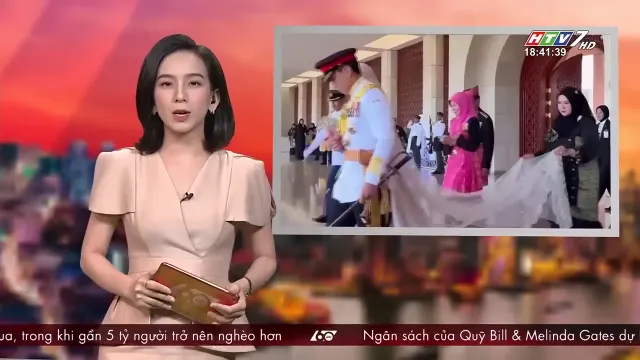 HTV7 HD
18:41:39
ua, trong khi gần 5 tỷ người trở nên nghèo hơn 60 Ngân sách của Quỹ Bill & Melinda Gates dự